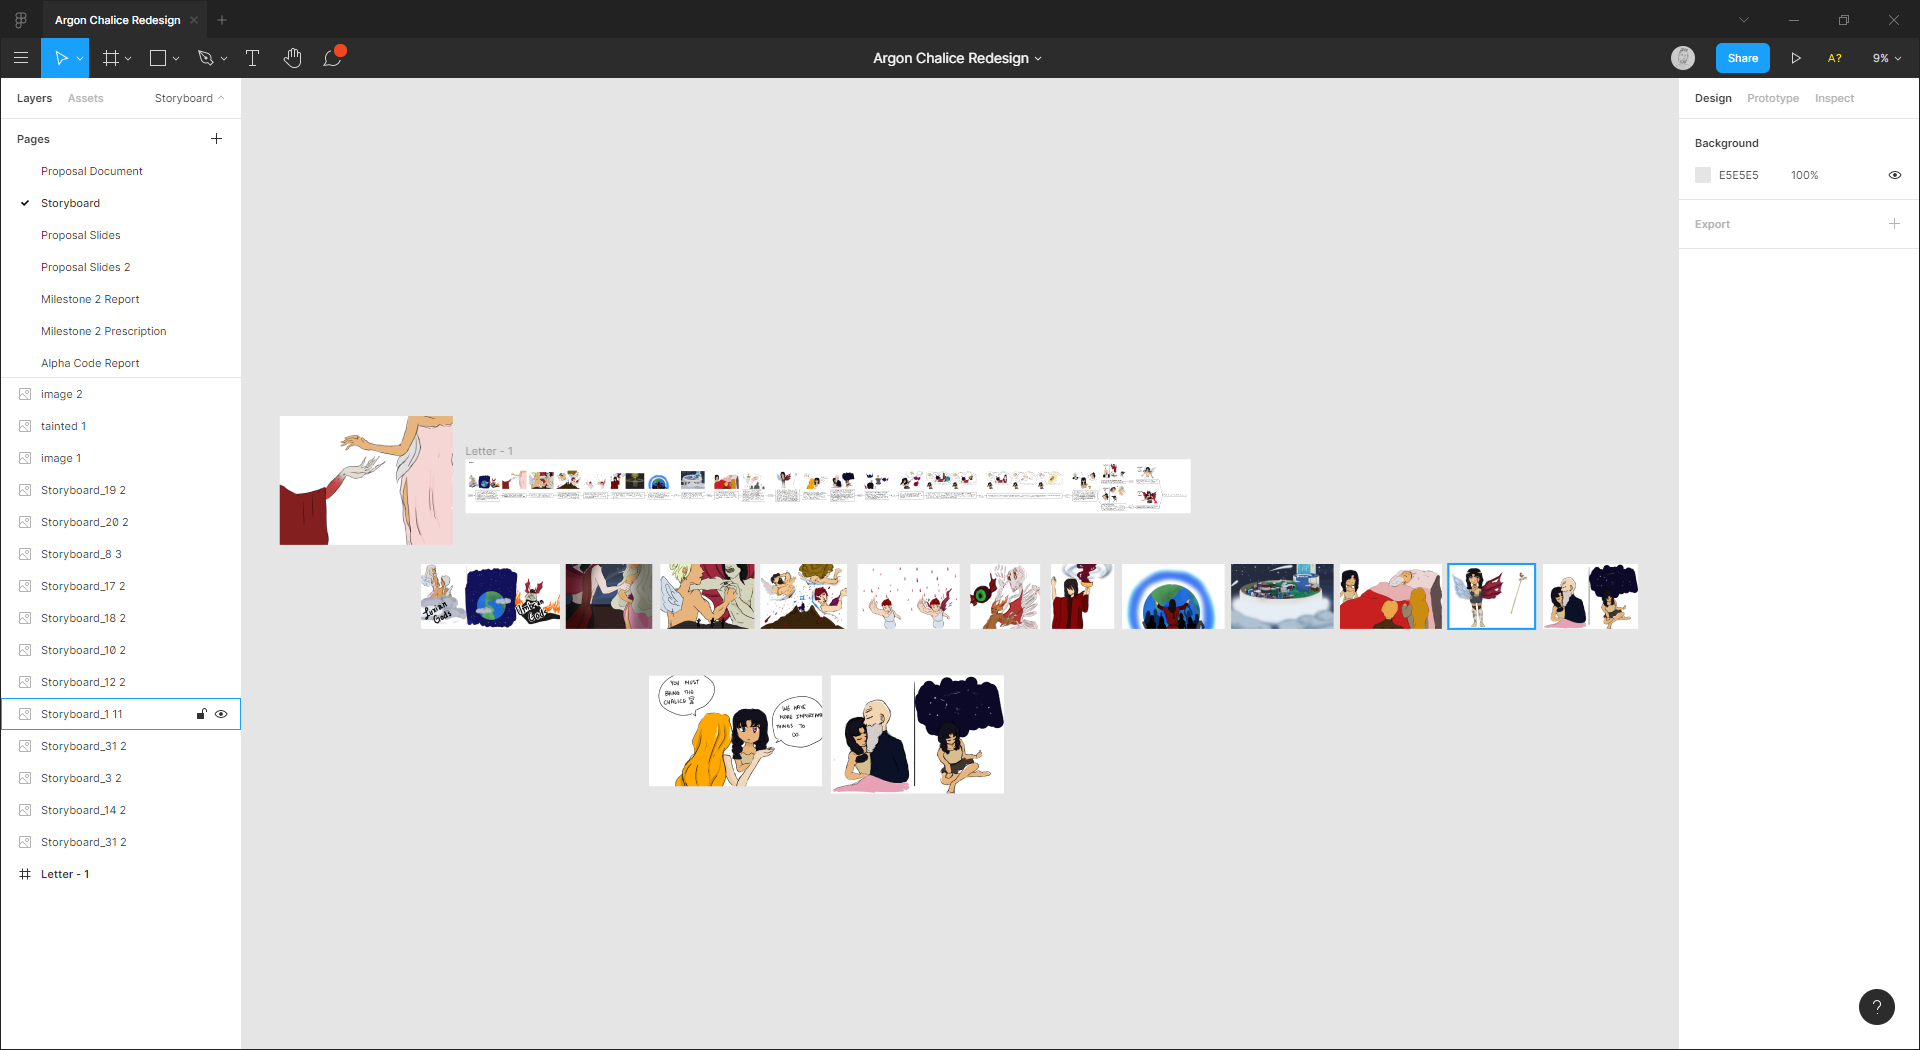 Argon Chalice Redesign
Argon Chalice Redesign
Share
A?
9%
Layers
Assets
Storyboard
Pages
Proposal Document
Storyboard
Proposal Slides
Proposal Slides 2
Milestone 2 Report
Milestone 2 Prescription
Alpha Code Report
image 2
tainted 1
image 1
Storyboard_19 2
Storyboard_20 2
Storyboard_8 3
Storyboard_17 2
Storyboard_18 2
Storyboard_10 2
Storyboard_12 2
Storyboard_1 11
Storyboard_31 2
Storyboard_3 2
Storyboard_14 2
Storyboard_31 2
Letter - 1
Letter - 1
YOU MUST
BRING THE
CHALICE
WE HAVE
MORE IMPORTANT
THINGS TO
DO.
Design
Prototype
Inspect
Background
E5E5E5
100%
Export
?